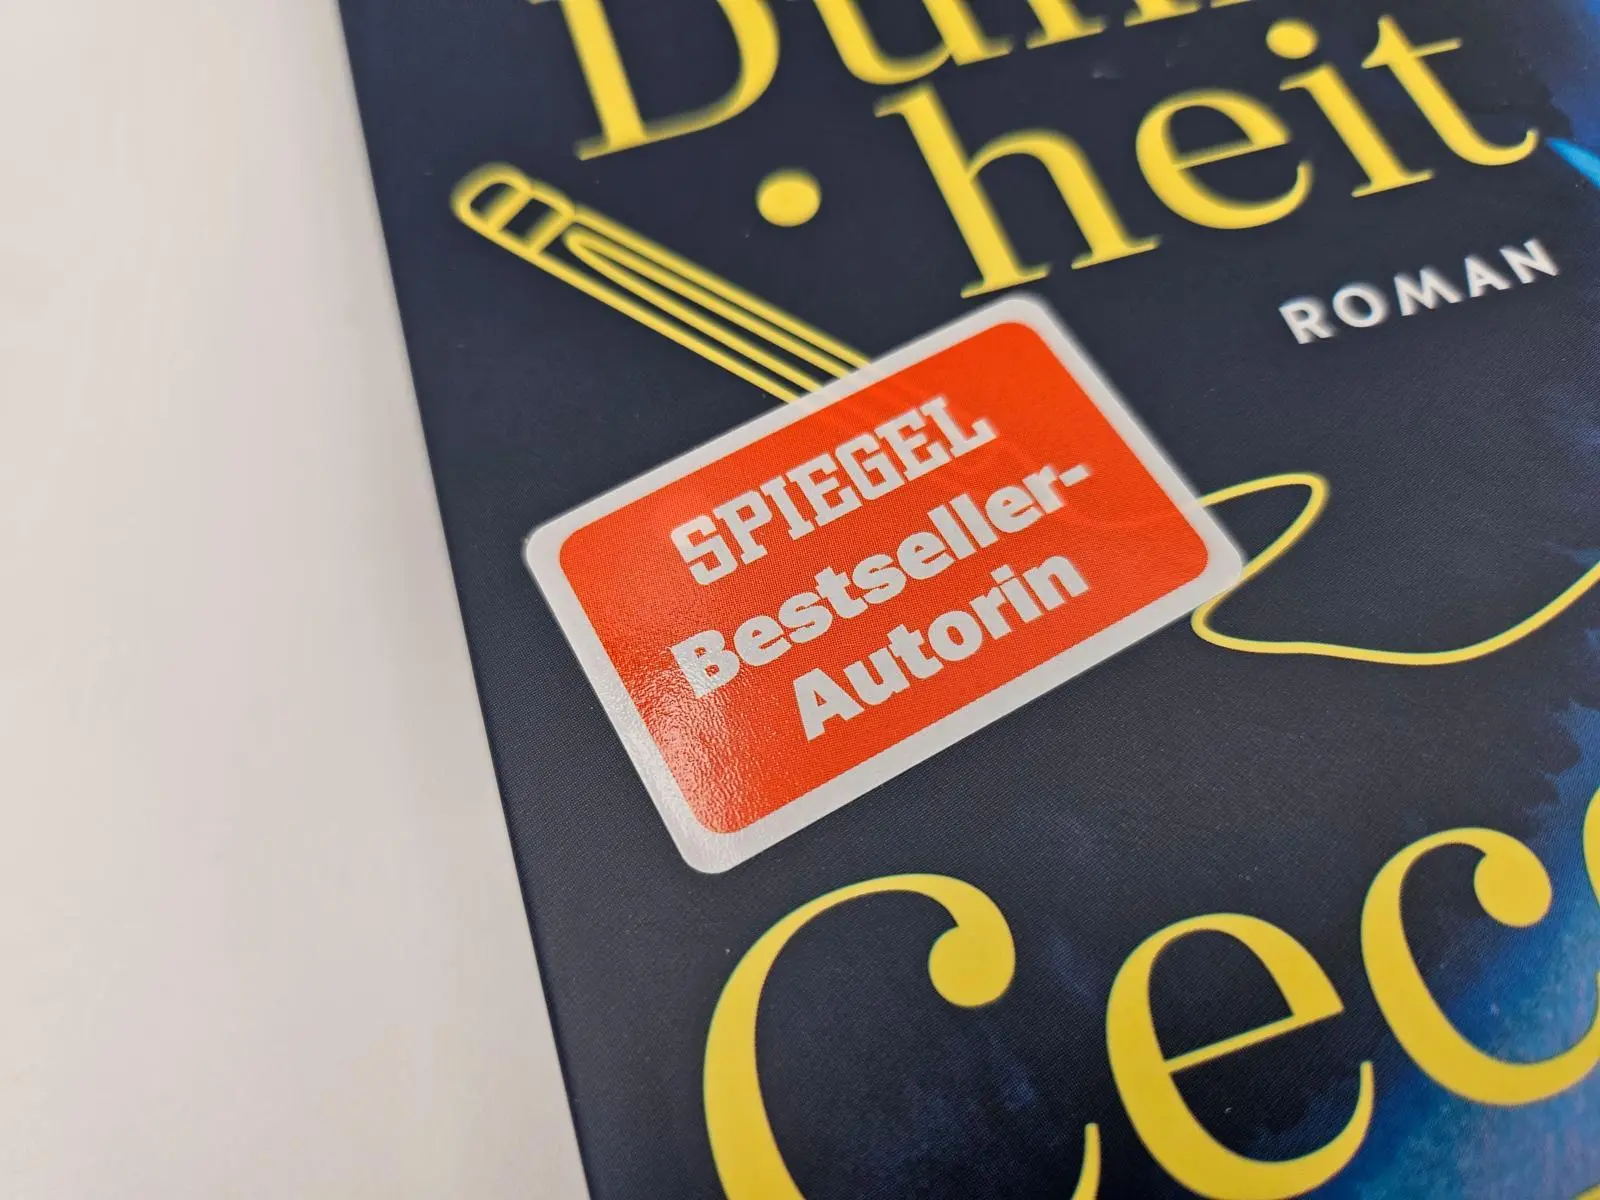 heit
ROMAN
SPIEGEL
Bestseller-
Autorin